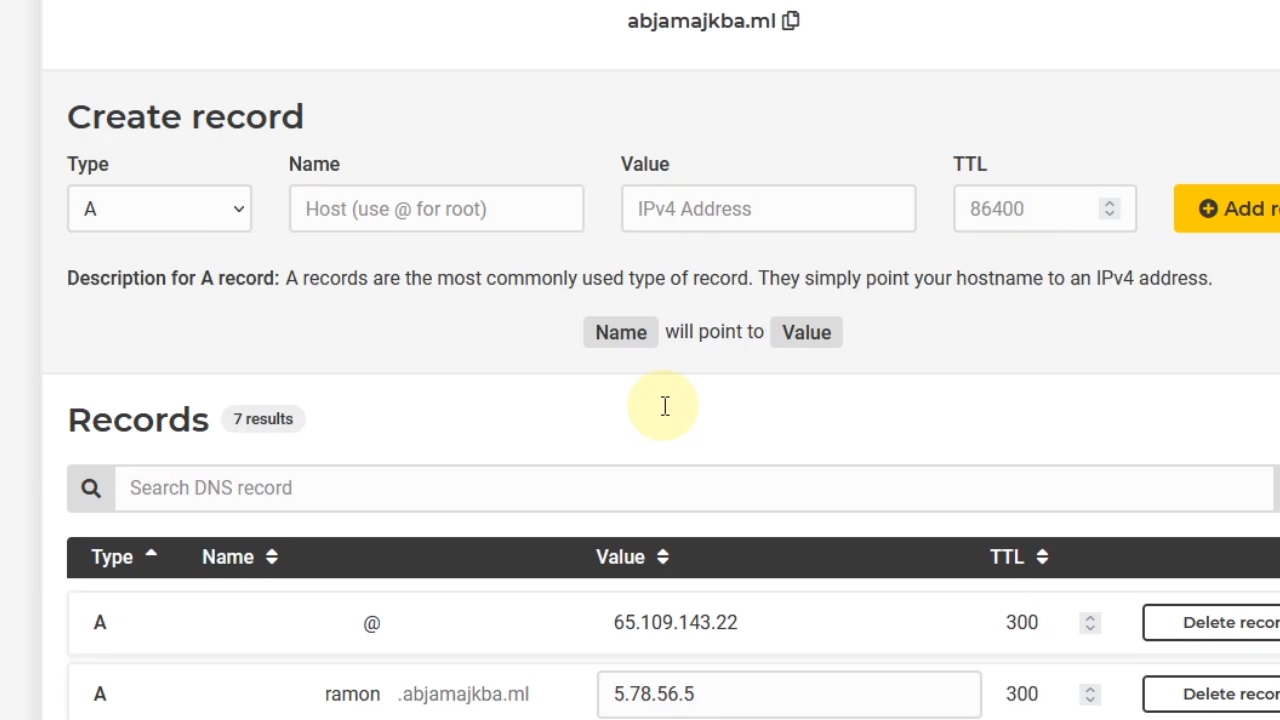 abjamajkba.ml
Create record
Type Name Value TTL
A Host (use @ for root) IPv4 Address 86400 Add r
Description for A record: A records are the most commonly used type of record. They simply point your hostname to an IPv4 address.
Name will point to Value
Records 7 results
Search DNS record
Type Name Value TTL
A @ 65.109.143.22 300 Delete recor
A ramon .abjamajkba.ml 5.78.56.5 300 Delete recor